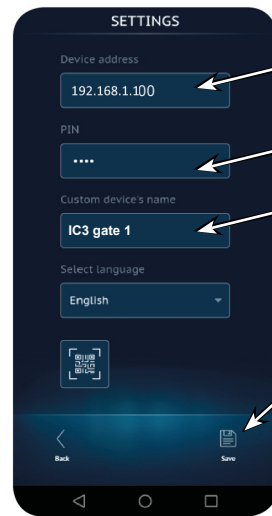 SETTINGS
Device address
192.168.1.100
PIN
••••
Custom device's name
IC3 gate 1
Select language
English
Back
Save